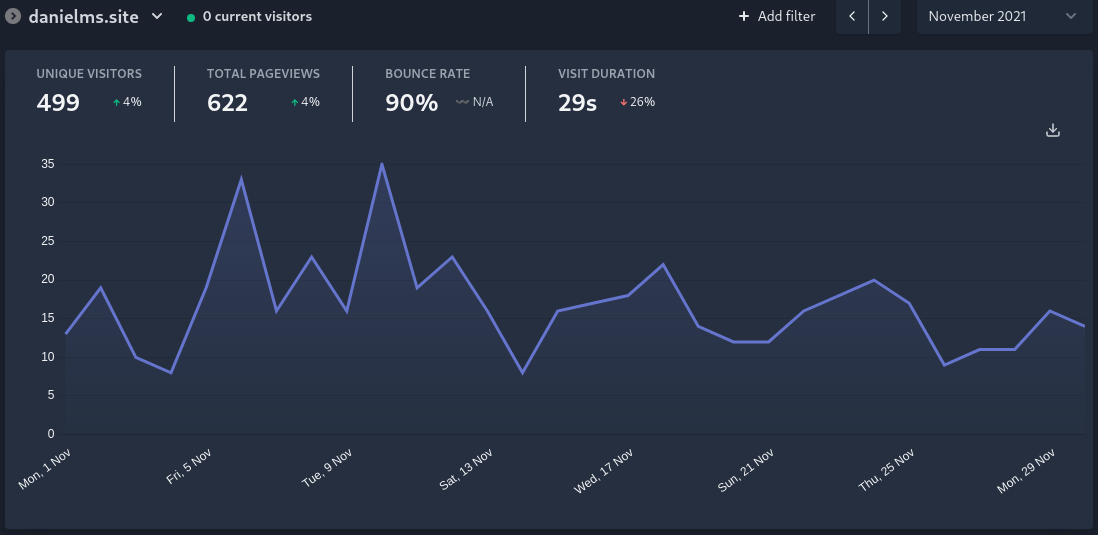 danielms.site 0 current visitors + Add filter November 2021
UNIQUE VISITORS TOTAL PAGEVIEWS BOUNCE RATE VISIT DURATION
499 4% 622 4% 90% N/A 29s 26%
35
30
25
20
15
10
5
0
Mon, 1 Nov Fri, 5 Nov Tue, 9 Nov Sat, 13 Nov Wed, 17 Nov Sun, 21 Nov Thu, 25 Nov Mon, 29 Nov